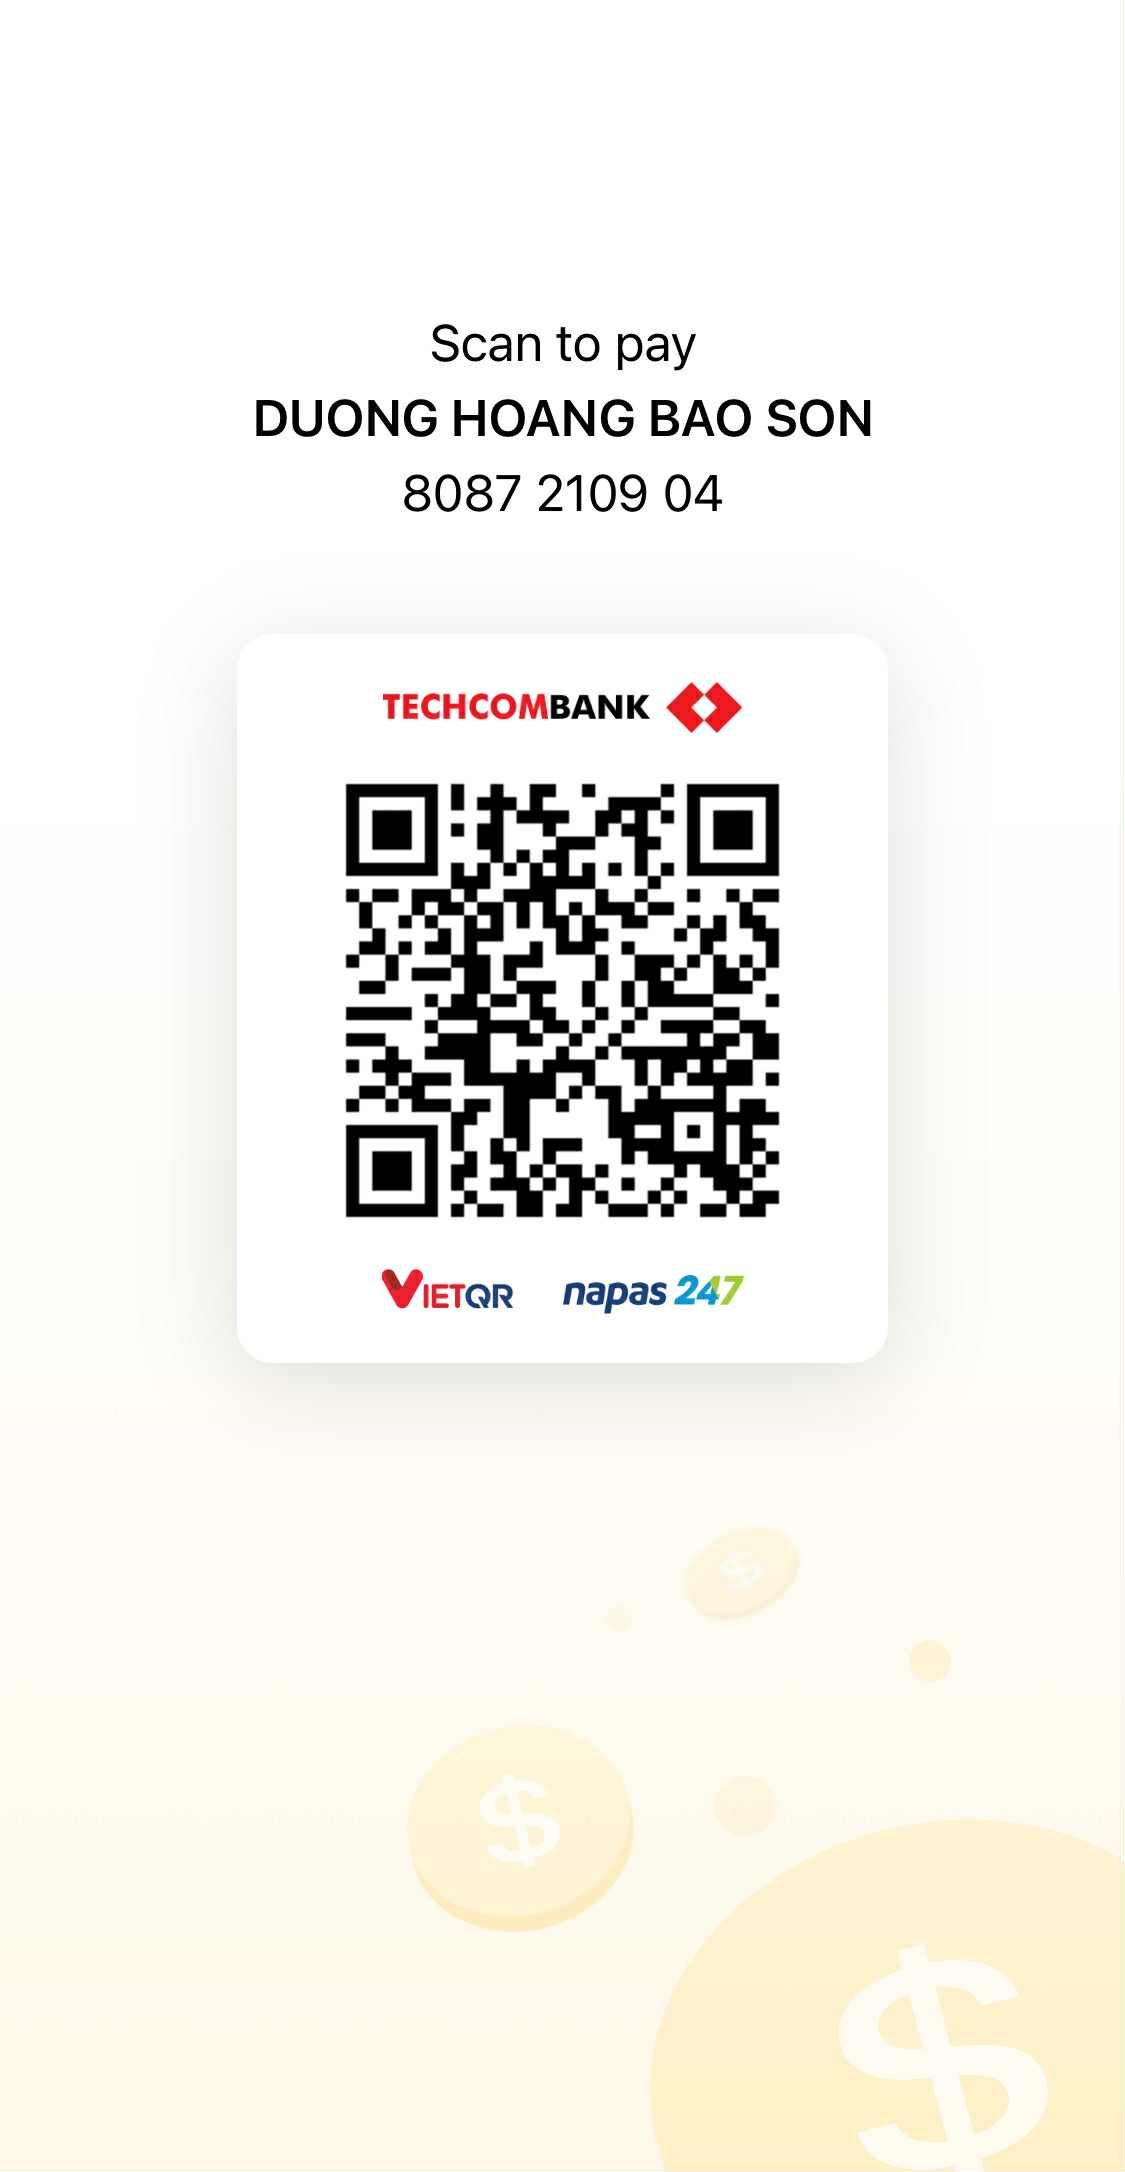 Scan to pay
DUONG HOANG BAO SON
8087 2109 04
TECHCOMBANK
VIETQR
napas 247
$
$
$